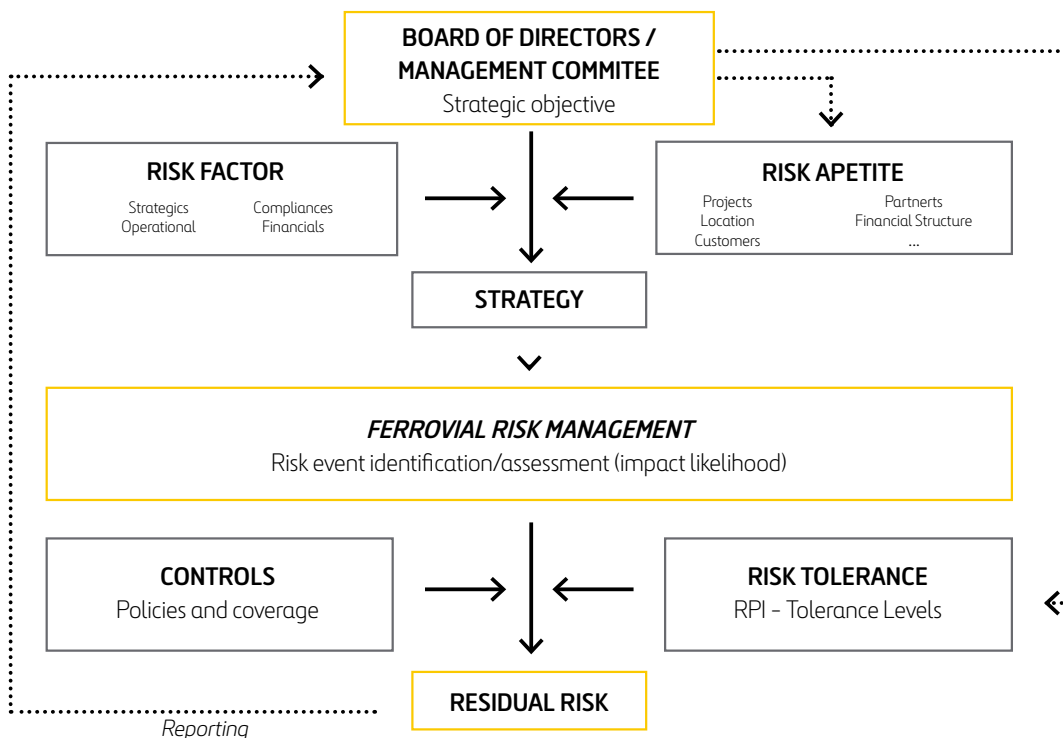 BOARD OF DIRECTORS /
MANAGEMENT COMMITEE
Strategic objective
RISK FACTOR
Strategics
Operational
Compliances
Financials
RISK APETITE
Projects
Location
Customers
Partnerts
Financial Structure
...
STRATEGY
FERROVIAL RISK MANAGEMENT
Risk event identification/assessment (impact likelihood)
CONTROLS
Policies and coverage
RISK TOLERANCE
RPI – Tolerance Levels
RESIDUAL RISK
Reporting